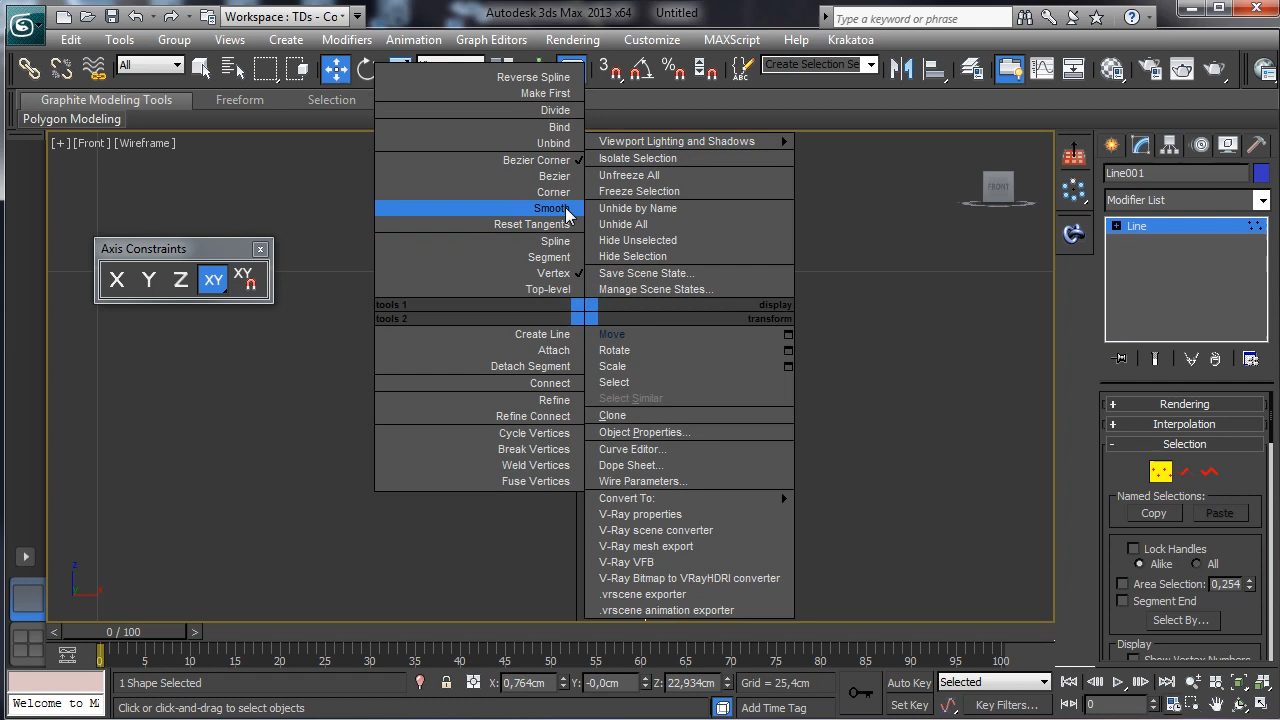 Workspace : TDs - Co
Autodesk 3ds Max 2013 x64 Untitled
Type a keyword or phrase
Edit Tools Group Views Create Modifiers Animation Graph Editors Rendering Customize MAXScript Help Krakatoa
All
3
Create Selection Se
Graphite Modeling Tools Freeform Selection
Polygon Modeling
[+] [Front] [Wireframe]
Reverse Spline
Make First
Divide
Bind
Unbind
Bezier Corner
Bezier
Corner
Smooth
Reset Tangents
Spline
Segment
Vertex
Top-level
tools 1
tools 2
Create Line
Attach
Detach Segment
Connect
Refine
Refine Connect
Cycle Vertices
Break Vertices
Weld Vertices
Fuse Vertices
Viewport Lighting and Shadows
Isolate Selection
Unfreeze All
Freeze Selection
Unhide by Name
Unhide All
Hide Unselected
Hide Selection
Save Scene State...
Manage Scene States...
display
transform
Move
Rotate
Scale
Select
Select Similar
Clone
Object Properties...
Curve Editor...
Dope Sheet...
Wire Parameters...
Convert To:
V-Ray properties
V-Ray scene converter
V-Ray mesh export
V-Ray VFB
V-Ray Bitmap to VRayHDRI converter
.vrscene exporter
.vrscene animation exporter
Axis Constraints
X Y Z XY XY
FRONT
z
x
Line001
Modifier List
Line
Rendering
Interpolation
Selection
Named Selections:
Copy Paste
Lock Handles
Alike All
Area Selection: 0,254
Segment End
Select By...
Display
Show Vertex Numbers
0 / 100
0 5 10 15 20 25 30 35 40 45 50 55 60 65 70 75 80 85 90 95 100
1 Shape Selected
X: 0,764cm Y: -0,0cm Z: 22,934cm Grid = 25,4cm
Auto Key Selected
Welcome to MA
Click or click-and-drag to select objects
Add Time Tag
Set Key Key Filters...
0